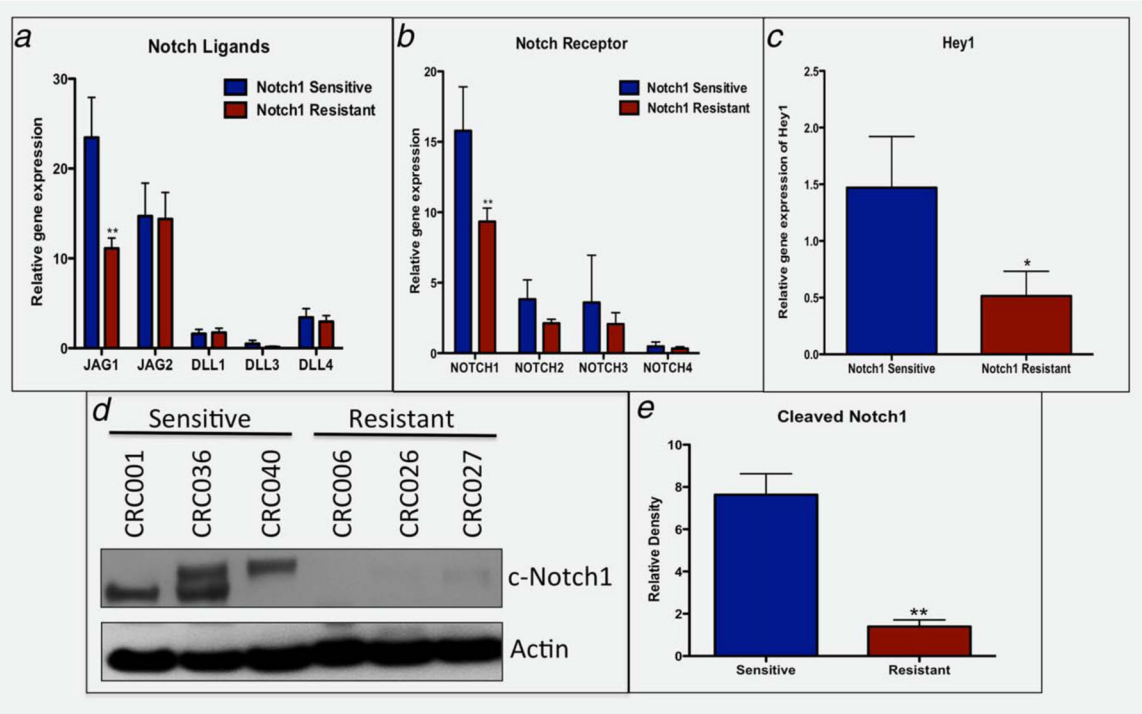 a
Notch Ligands
Relative gene expression
30
20
10
0
Notch1 Sensitive
Notch1 Resistant
**
JAG1 JAG2 DLL1 DLL3 DLL4
b
Notch Receptor
Relative gene expression
20
15
10
5
0
Notch1 Sensitive
Notch1 Resistant
**
NOTCH1 NOTCH2 NOTCH3 NOTCH4
c
Hey1
Relative gene expression of Hey1
2.5
2.0
1.5
1.0
0.5
0.0
*
Notch1 Sensitive Notch1 Resistant
d
Sensitive Resistant
CRC001
CRC036
CRC040
CRC006
CRC026
CRC027
c-Notch1
Actin
e
Cleaved Notch1
Relative Density
10
8
6
4
2
0
**
Sensitive Resistant